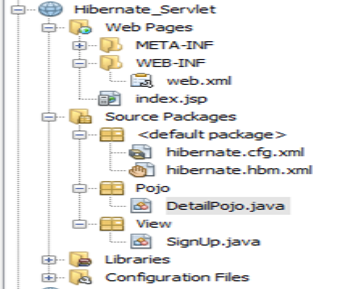 Hibernate_Servlet
Web Pages
META-INF
WEB-INF
web.xml
index.jsp
Source Packages
<default package>
hibernate.cfg.xml
hibernate.hbm.xml
Pojo
DetailPojo.java
View
SignUp.java
Libraries
Configuration Files